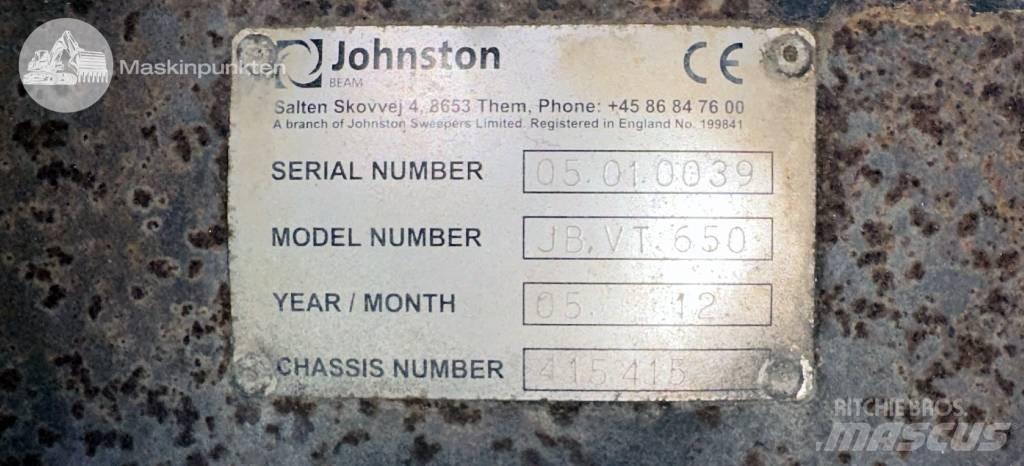 Maskinpunkten
Johnston
BEAM
CE
Salten Skovvej 4, 8653 Them, Phone: +45 86 84 76 00
A branch of Johnston Sweepers Limited. Registered in England No. 199841
SERIAL NUMBER 05.01.0039
MODEL NUMBER JB.VT.650
YEAR / MONTH 05. 12.
CHASSIS NUMBER 415415
RITCHIE BROS.
MASCUS